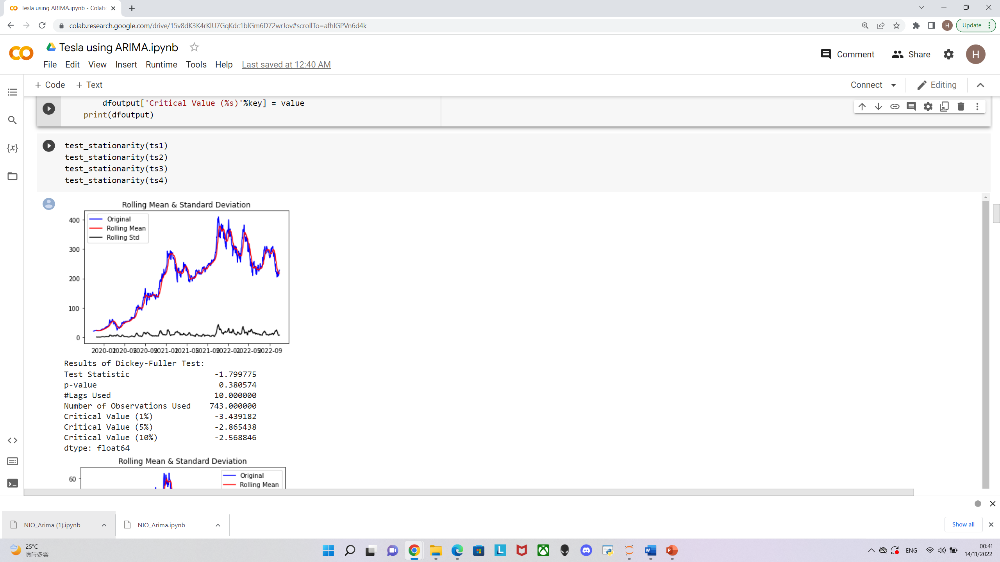 Tesla using ARIMA.ipynb - Colab
colab.research.google.com/drive/15v8dK3K4rKlU7GqKdc1blGm6D72wrJov#scrollTo=afhIGPVn6d4k
H
Update
Tesla using ARIMA.ipynb
File Edit View Insert Runtime Tools Help Last saved at 12:40 AM
Comment Share H
+ Code + Text
Connect Editing
dfoutput['Critical Value (%s)'%key] = value
print(dfoutput)
{x}
test_stationarity(ts1)
test_stationarity(ts2)
test_stationarity(ts3)
test_stationarity(ts4)
Rolling Mean & Standard Deviation
Original
Rolling Mean
Rolling Std
400
300
200
100
0
2020-01 2020-05 2020-09 2021-01 2021-05 2021-09 2022-01 2022-05 2022-09
Results of Dickey-Fuller Test:
Test Statistic -1.799775
p-value 0.380574
#Lags Used 10.000000
Number of Observations Used 743.000000
Critical Value (1%) -3.439182
Critical Value (5%) -2.865438
Critical Value (10%) -2.568846
dtype: float64
Rolling Mean & Standard Deviation
60
Original
Rolling Mean
NIO_Arima (1).ipynb
NIO_Arima.ipynb
Show all
25°C
晴時多雲
ENG
00:41
14/11/2022